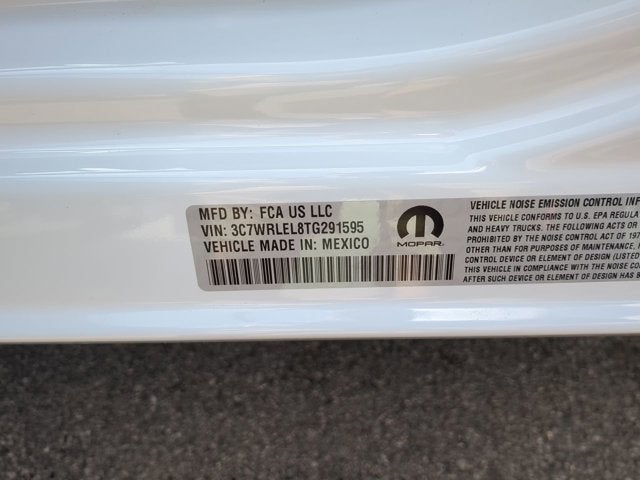 MFD BY: FCA US LLC
VIN: 3C7WRLEL8TG291595
VEHICLE MADE IN: MEXICO
MOPAR
VEHICLE NOISE EMISSION CONTROL INF
THIS VEHICLE CONFORMS TO U.S. EPA REGUL
AND HEAVY TRUCKS. THE FOLLOWING ACTS OR
PROHIBITED BY THE NOISE CONTROL ACT OF 197
OTHER THAN FOR PURPOSES OF MAINTENANCE,
CONTROL DEVICE OR ELEMENT OF DESIGN (LISTED
THIS VEHICLE IN COMPLIANCE WITH THE NOISE CON
AFTER SUCH DEVICE OR ELEMENT OF DESIGN HAS B